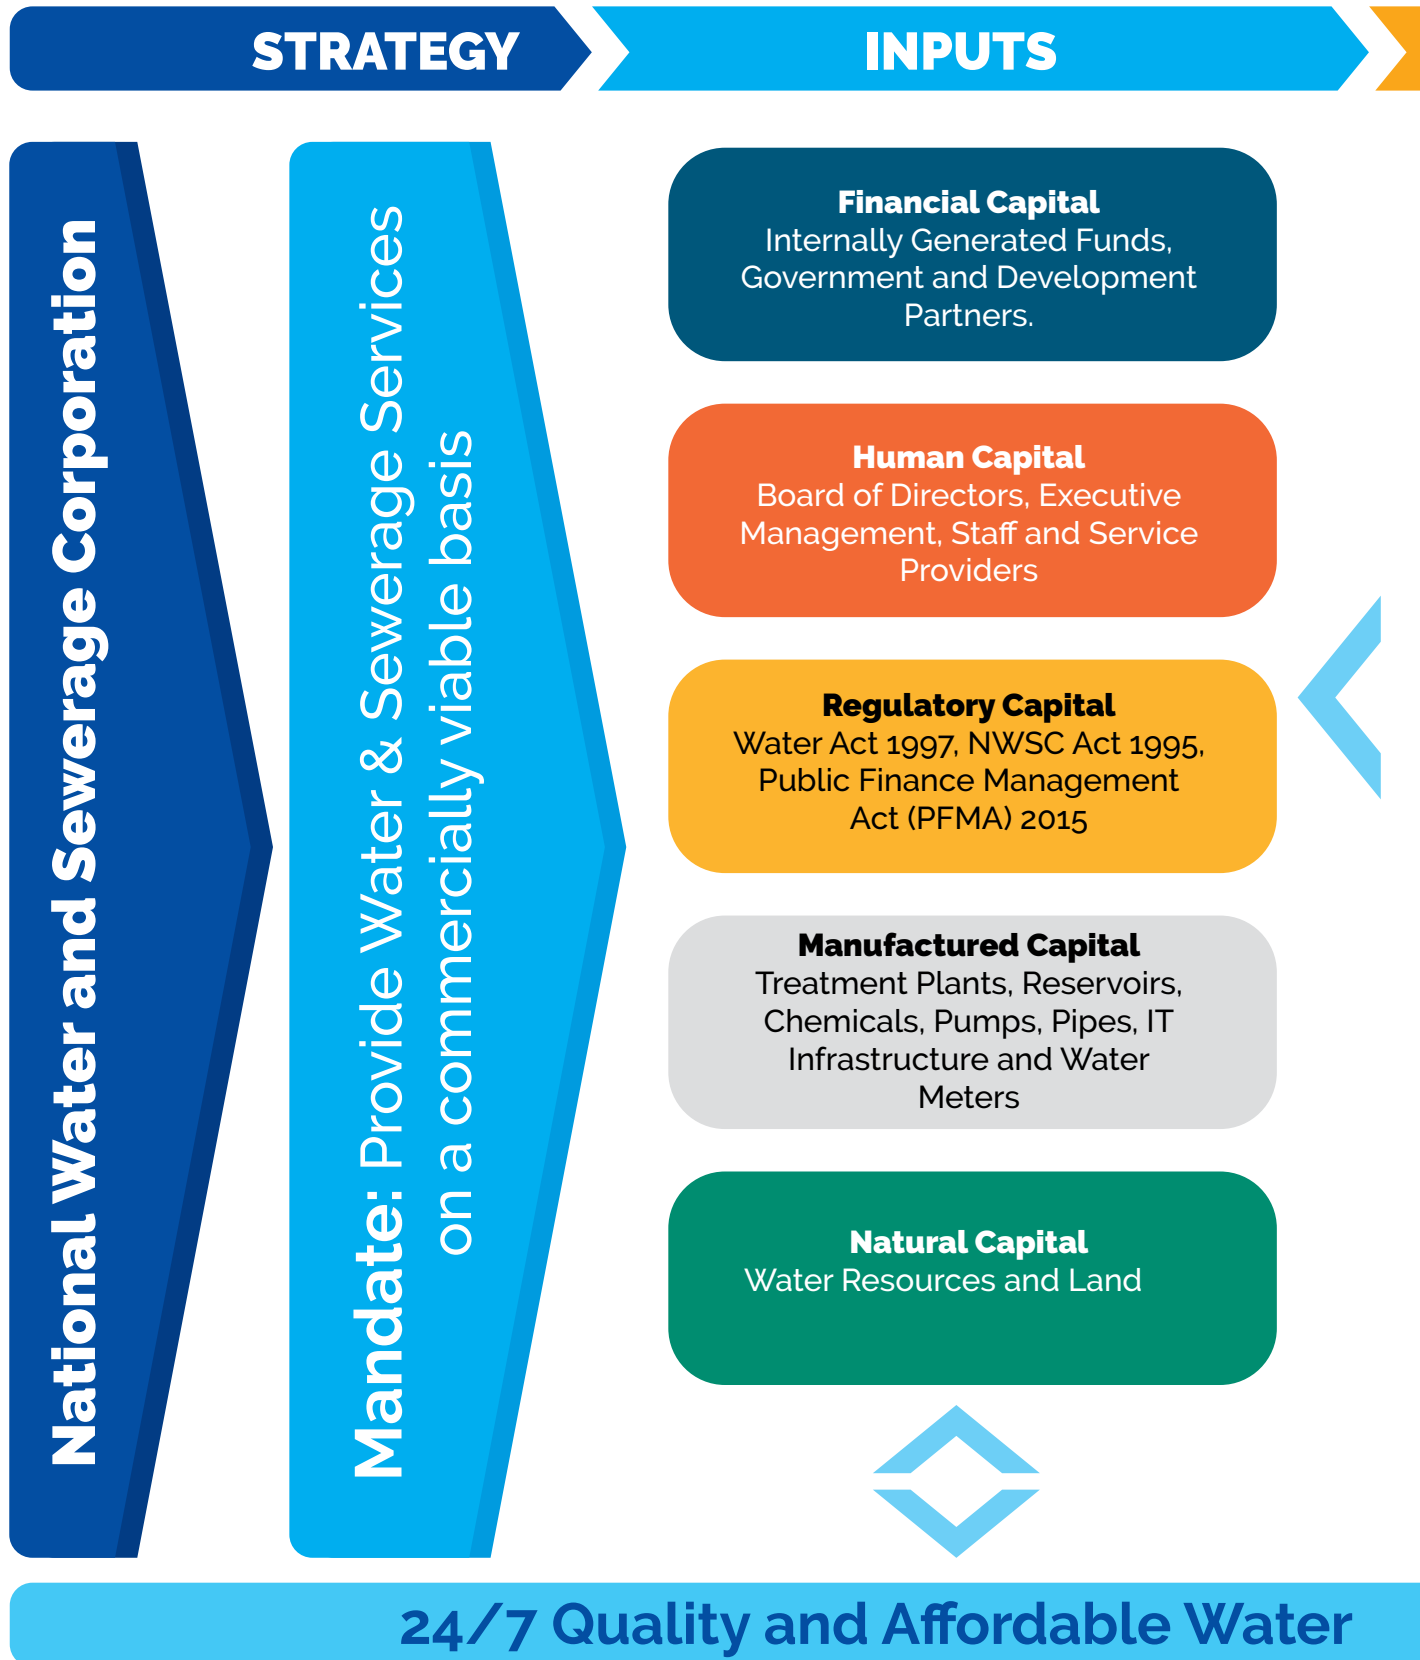 STRATEGY
INPUTS
National Water and Sewerage Corporation
Mandate: Provide Water & Sewerage Services
on a commercially viable basis
Financial Capital
Internally Generated Funds,
Government and Development
Partners.
Human Capital
Board of Directors, Executive
Management, Staff and Service
Providers
Regulatory Capital
Water Act 1997, NWSC Act 1995,
Public Finance Management
Act (PFMA) 2015
Manufactured Capital
Treatment Plants, Reservoirs,
Chemicals, Pumps, Pipes, IT
Infrastructure and Water
Meters
Natural Capital
Water Resources and Land
24/7 Quality and Affordable Water